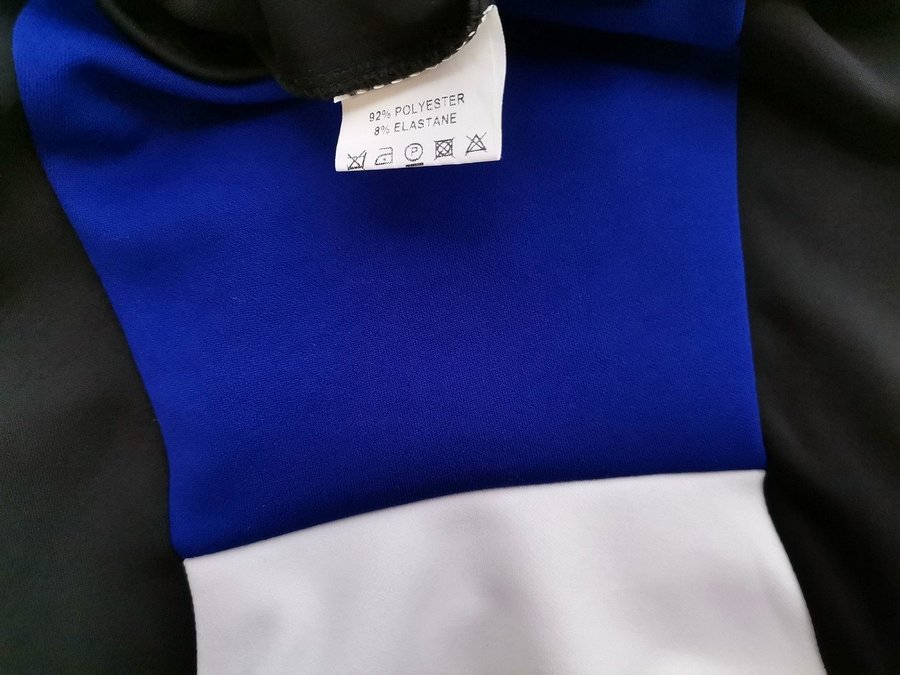 92% POLYESTER
8% ELASTANE
P